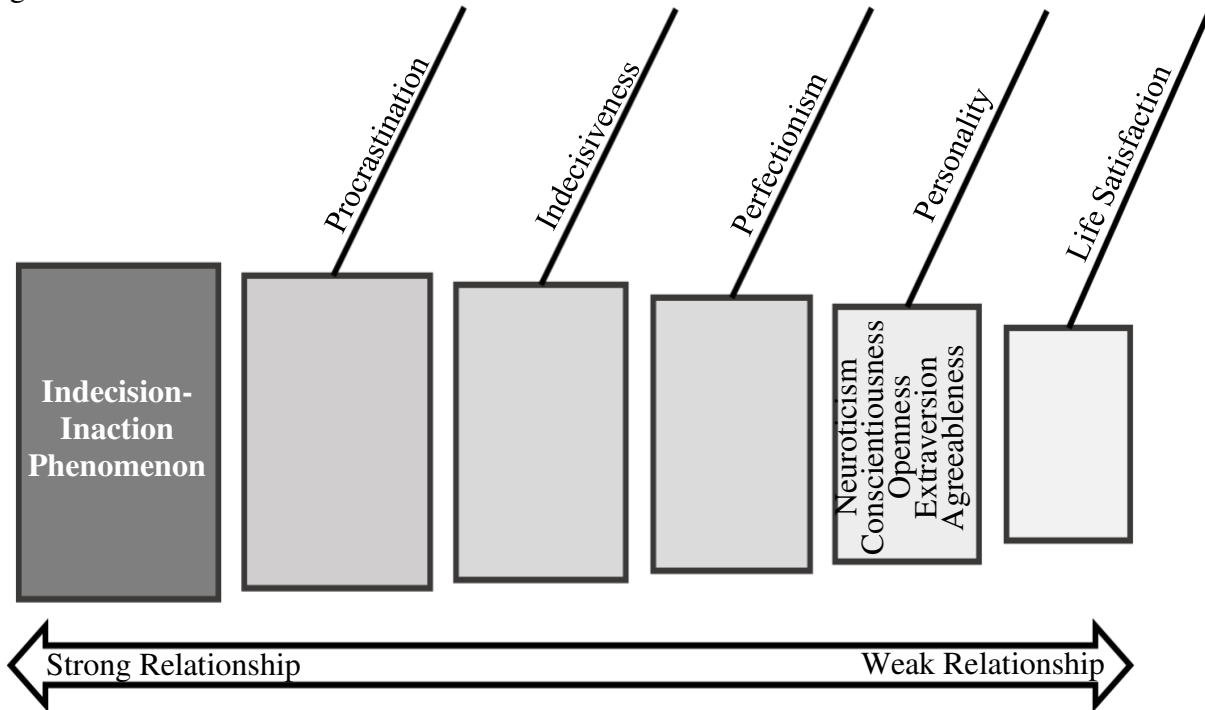 Procrastination
Indecisiveness
Perfectionism
Personality
Life Satisfaction
Indecision-
Inaction
Phenomenon
Neuroticism
Conscientiousness
Openness
Extraversion
Agreeableness
Strong Relationship
Weak Relationship